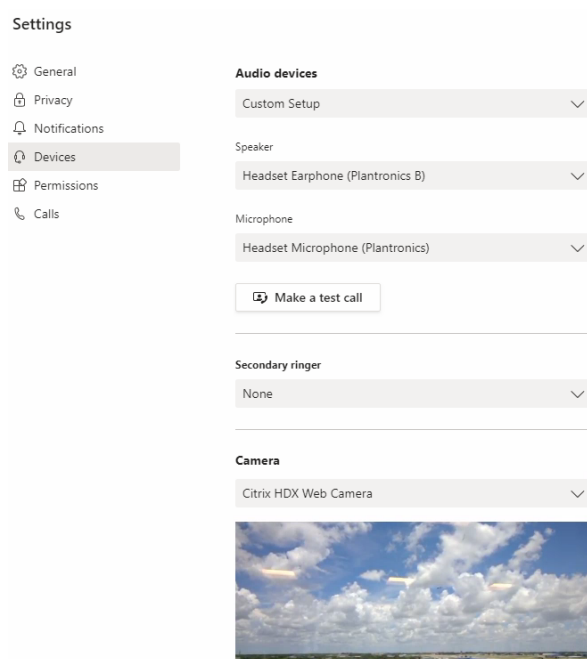 Settings
General
Privacy
Notifications
Devices
Permissions
Calls
Audio devices
Custom Setup
Speaker
Headset Earphone (Plantronics B)
Microphone
Headset Microphone (Plantronics)
Make a test call
Secondary ringer
None
Camera
Citrix HDX Web Camera